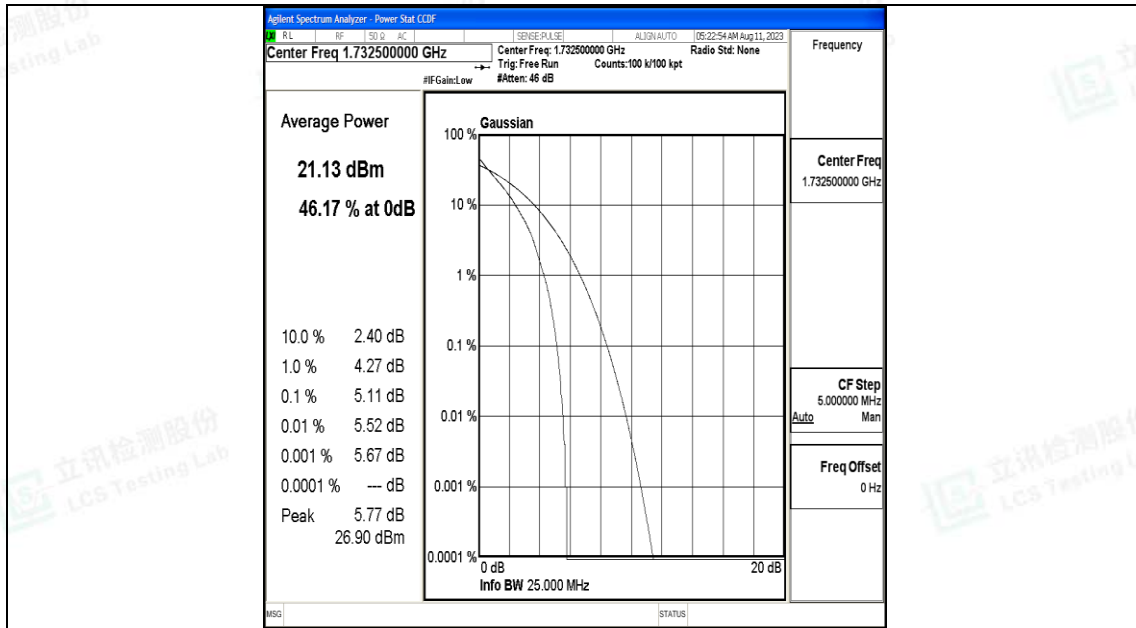 Agilent Spectrum Analyzer - Power Stat CCDF
RL RF 50 Ω AC SENSE:PULSE ALIGN AUTO 05:22:54 AM Aug 11, 2023
Center Freq 1.732500000 GHz
Center Freq: 1.732500000 GHz Radio Std: None
Trig: Free Run Counts:100 k/100 kpt
#IFGain:Low #Atten: 46 dB
Frequency
Average Power
21.13 dBm
46.17 % at 0dB
10.0 % 2.40 dB
1.0 % 4.27 dB
0.1 % 5.11 dB
0.01 % 5.52 dB
0.001 % 5.67 dB
0.0001 % --- dB
Peak 5.77 dB
26.90 dBm
Gaussian
100 %
10 %
1 %
0.1 %
0.01 %
0.001 %
0.0001 %
0 dB 20 dB
Info BW 25.000 MHz
Center Freq
1.732500000 GHz
CF Step
5.000000 MHz
Auto Man
Freq Offset
0 Hz
MSG STATUS
立讯检测股份
LCS Testing Lab